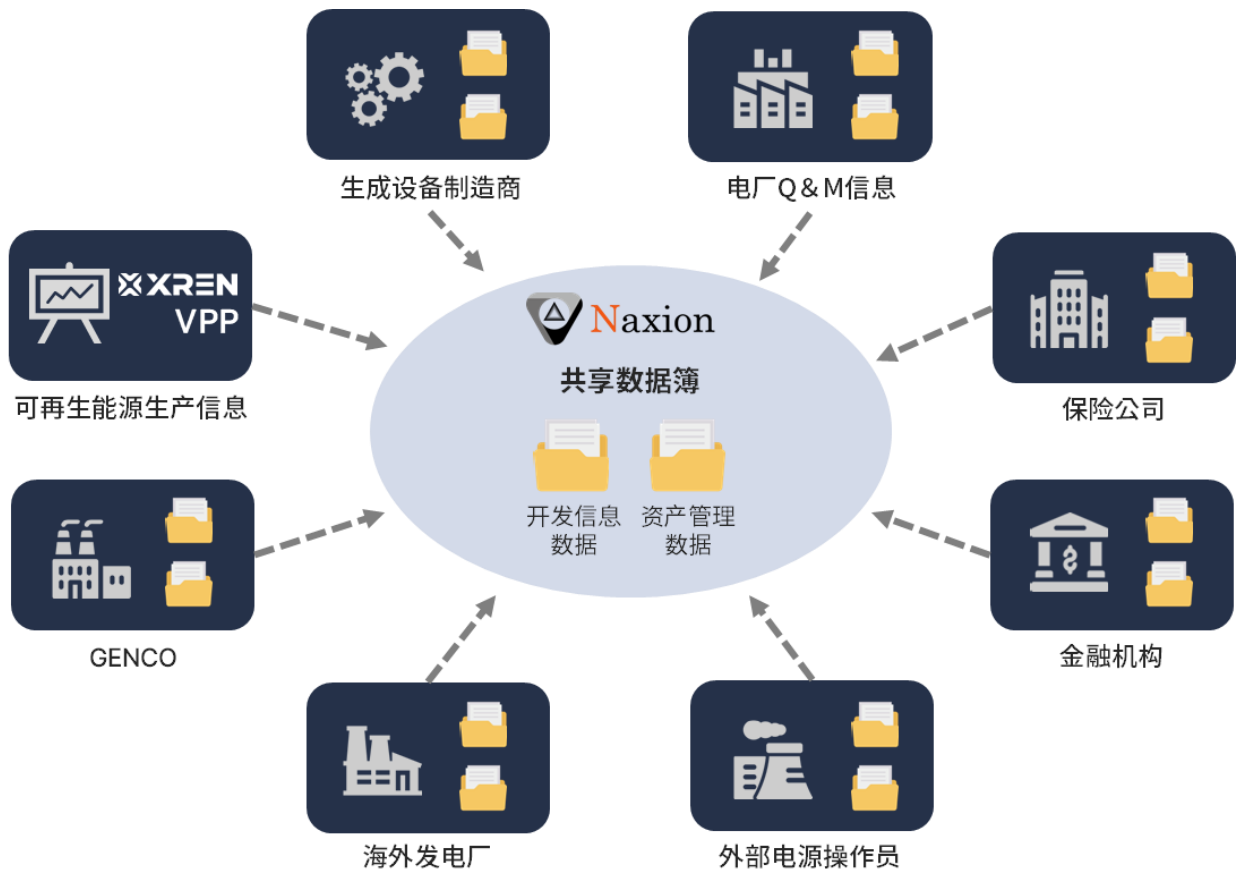 生成设备制造商
电厂Q&M信息
XREN
VPP
可再生能源生产信息
Naxion
共享数据簿
开发信息
数据
资产管理
数据
保险公司
GENCO
$
金融机构
海外发电厂
外部电源操作员